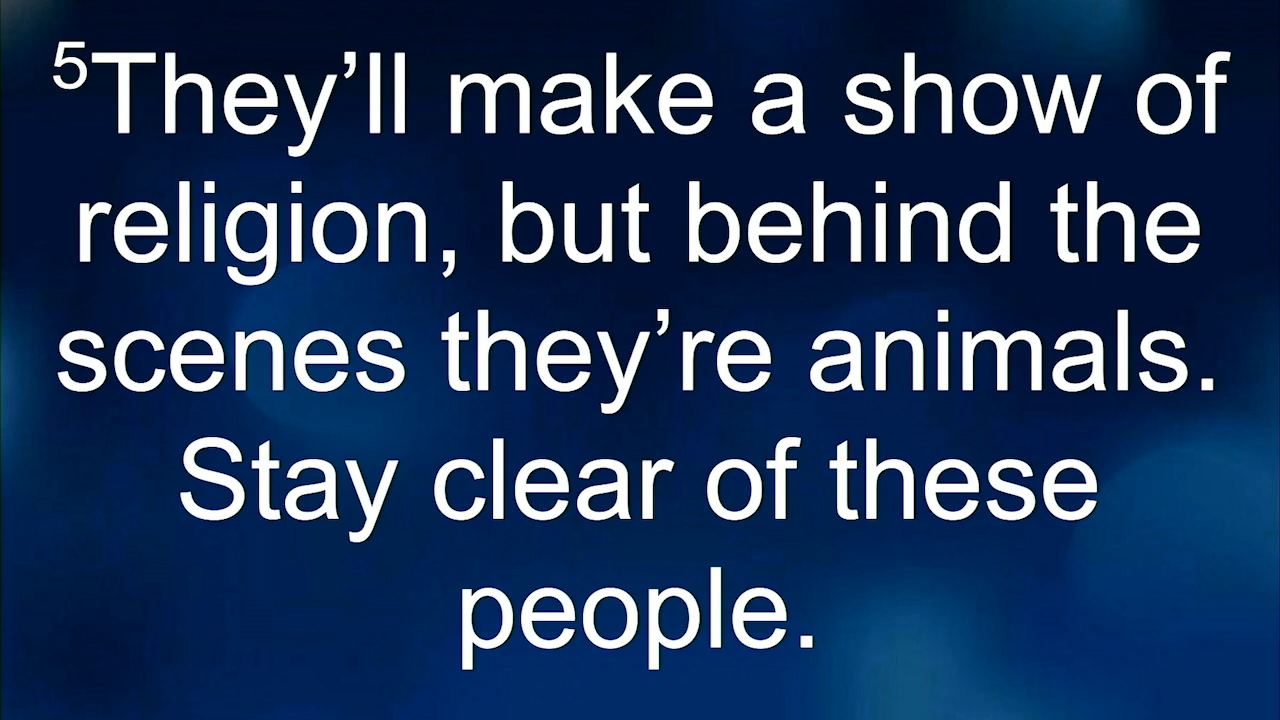 ⁵They’ll make a show of
religion, but behind the
scenes they’re animals.
Stay clear of these
people.